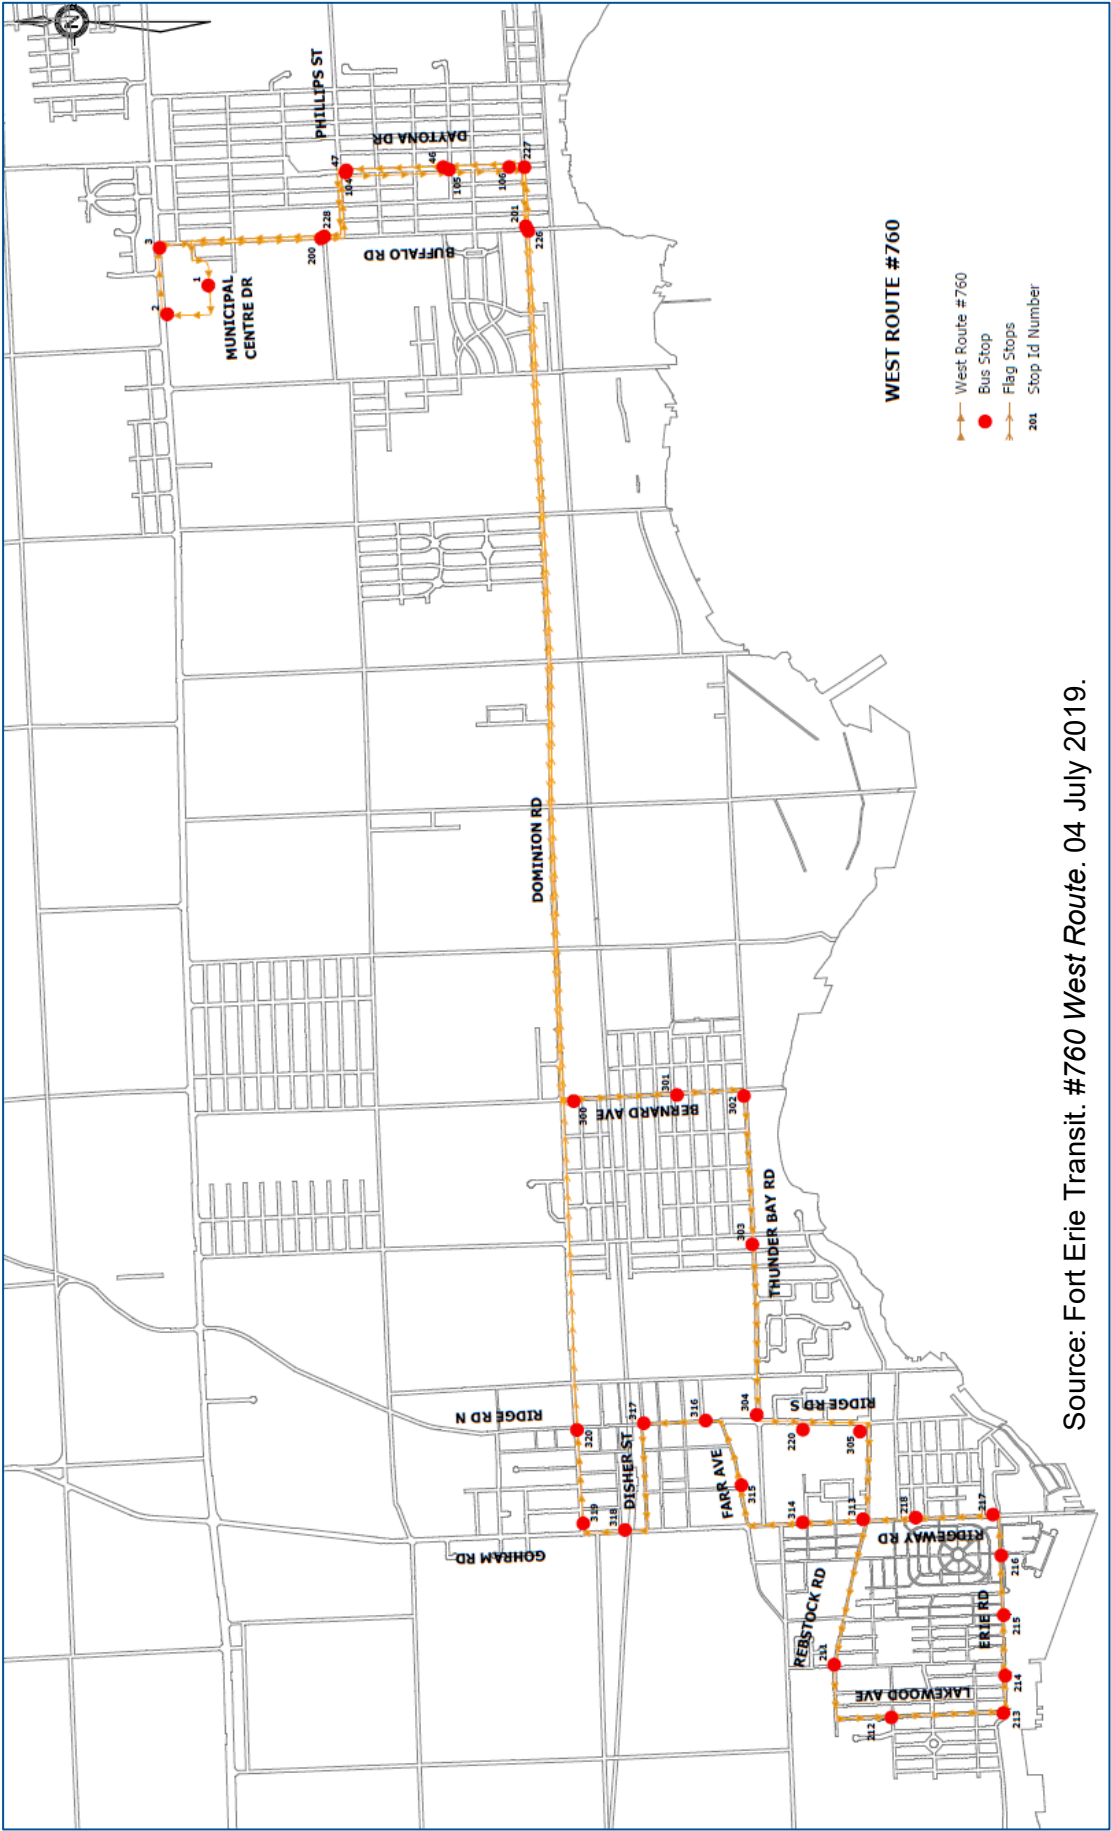 N
PHILLIPS ST
DAYTONA DR
47
104
46
105
106
227
3
2
1
228
200
201
226
BUFFALO RD
MUNICIPAL
CENTRE DR
WEST ROUTE #760
West Route #760
Bus Stop
Flag Stops
201 Stop Id Number
DOMINION RD
300
301
BERNARD AVE
302
303
THUNDER BAY RD
RIDGE RD N
320
317
316
304
RIDGE RD S
220
305
DISHER ST
319
318
GOHRAM RD
FARR AVE
315
314
313
218
217
RIDGEWAY RD
216
REBSTOCK RD
211
ERIE RD
215
214
LAKEWOOD AVE
212
213
Source: Fort Erie Transit. #760 West Route. 04 July 2019.